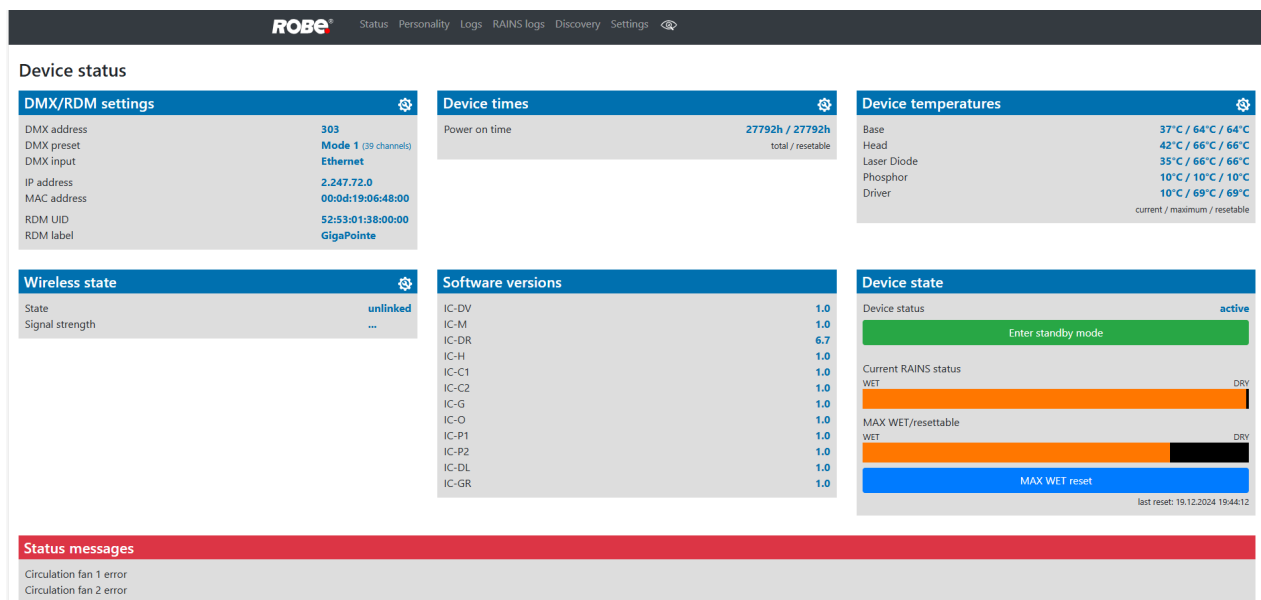 ROBE® Status Personality Logs RAINS logs Discovery Settings
Device status
DMX/RDM settings
DMX address 303
DMX preset Mode 1 (39 channels)
DMX input Ethernet
IP address 2.247.72.0
MAC address 00:0d:19:06:48:00
RDM UID 52:53:01:38:00:00
RDM label GigaPointe
Device times
Power on time 27792h / 27792h
total / resetable
Device temperatures
Base 37°C / 64°C / 64°C
Head 42°C / 66°C / 66°C
Laser Diode 35°C / 66°C / 66°C
Phosphor 10°C / 10°C / 10°C
Driver 10°C / 69°C / 69°C
current / maximum / resetable
Wireless state
State unlinked
Signal strength ...
Software versions
IC-DV 1.0
IC-M 1.0
IC-DR 6.7
IC-H 1.0
IC-C1 1.0
IC-C2 1.0
IC-G 1.0
IC-O 1.0
IC-P1 1.0
IC-P2 1.0
IC-DL 1.0
IC-GR 1.0
Device state
Device status active
Enter standby mode
Current RAINS status
WET DRY
MAX WET/resettable
WET DRY
MAX WET reset
last reset: 19.12.2024 19:44:12
Status messages
Circulation fan 1 error
Circulation fan 2 error